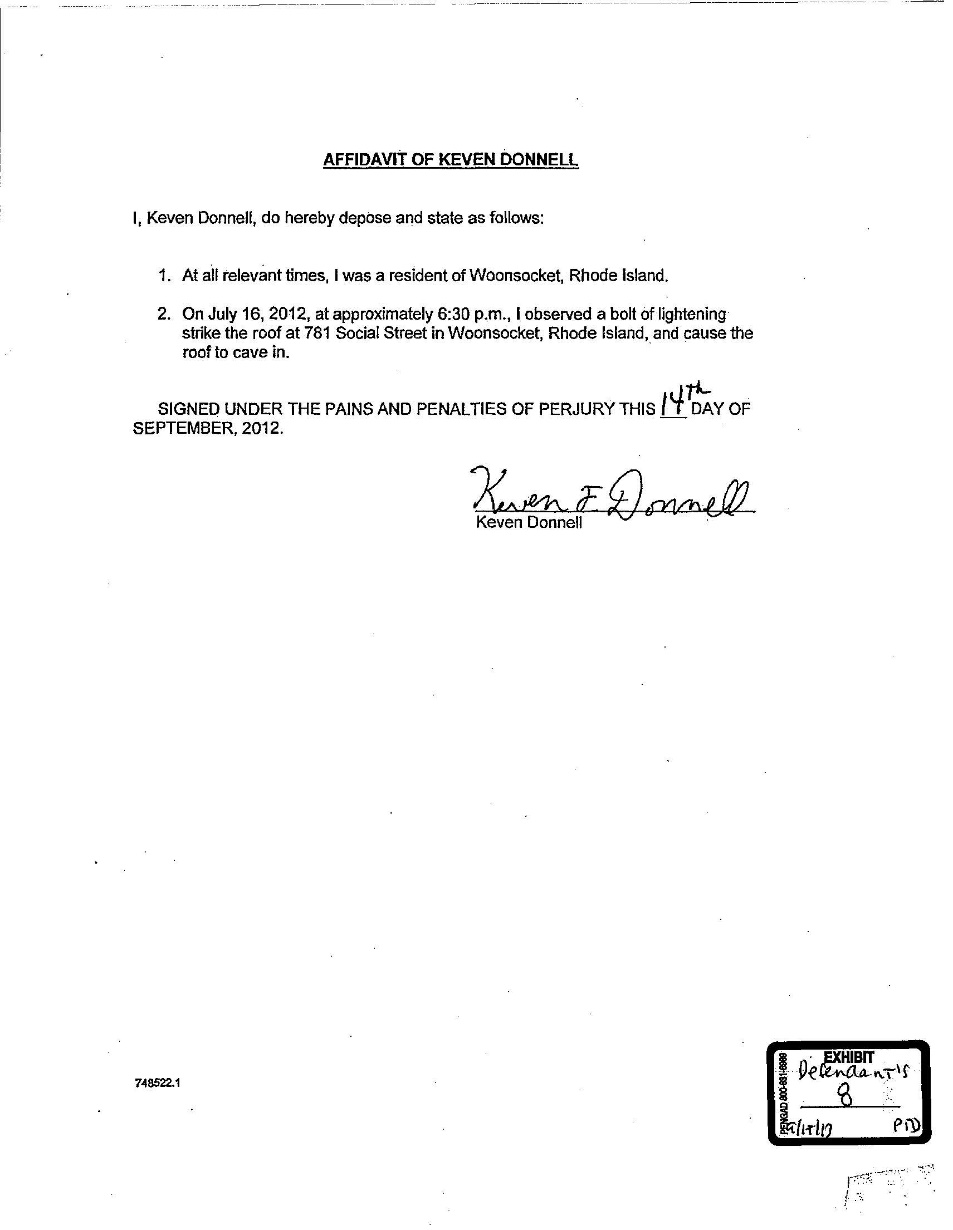 AFFIDAVIT OF KEVEN DONNELL
I, Keven Donnell, do hereby depose and state as follows:
1. At all relevant times, I was a resident of Woonsocket, Rhode Island.
2. On July 16, 2012, at approximately 6:30 p.m., I observed a bolt of lightening
strike the roof at 781 Social Street in Woonsocket, Rhode Island, and cause the
roof to cave in.
SIGNED UNDER THE PAINS AND PENALTIES OF PERJURY THIS 14th DAY OF
SEPTEMBER, 2012.
Keven F Donnell
Keven Donnell
748522.1
EXHIBIT
Defendant's
8
PENGAD 800-631-6989